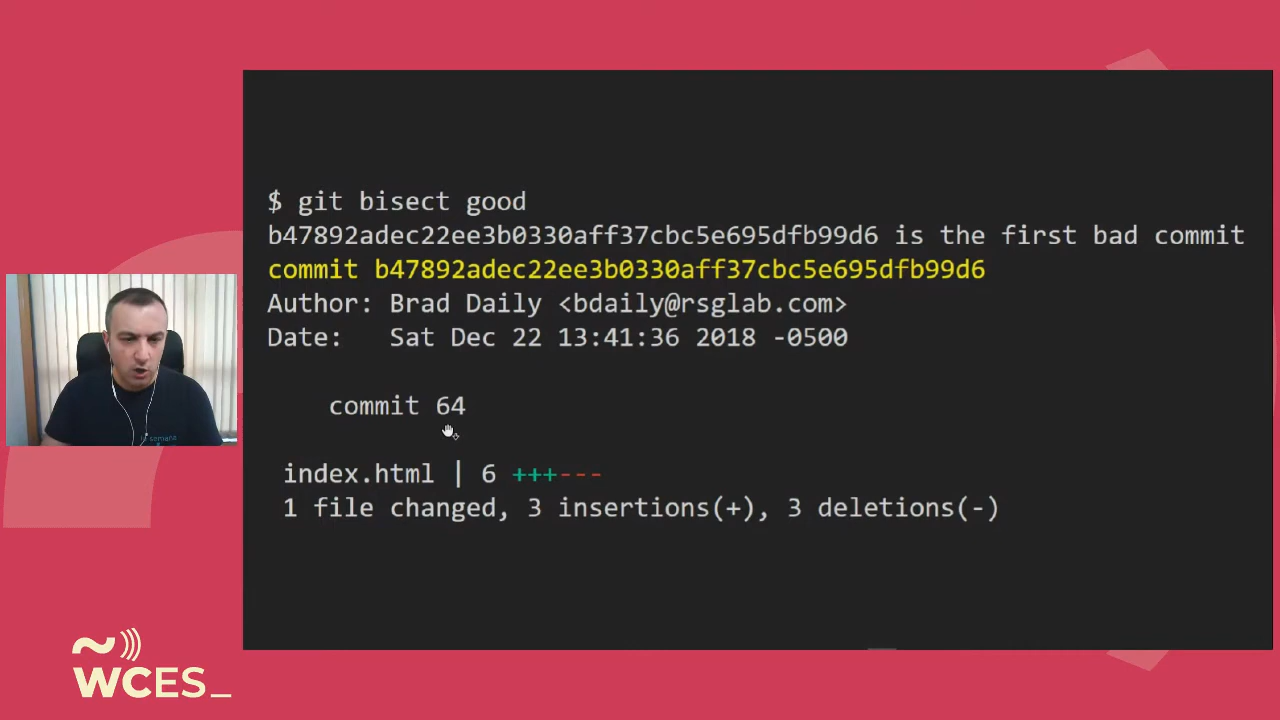 $ git bisect good
b47892adec22ee3b0330aff37cbc5e695dfb99d6 is the first bad commit
commit b47892adec22ee3b0330aff37cbc5e695dfb99d6
Author: Brad Daily <bdaily@rsglab.com>
Date:   Sat Dec 22 13:41:36 2018 -0500
commit 64
index.html | 6 +++---
1 file changed, 3 insertions(+), 3 deletions(-)
la semana
WCES_